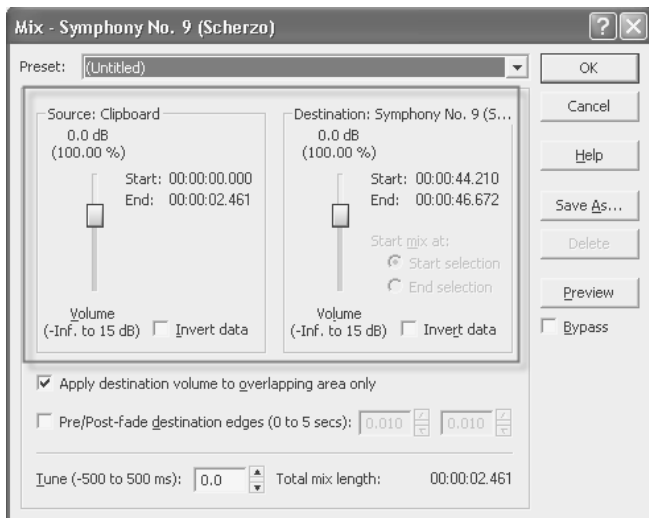 Mix - Symphony No. 9 (Scherzo)
Preset: (Untitled)
OK
Cancel
Help
Save As...
Delete
Preview
Bypass
Source: Clipboard
0.0 dB
(100.00 %)
Start: 00:00:00.000
End: 00:00:02.461
Volume
(-Inf. to 15 dB)
Invert data
Destination: Symphony No. 9 (S...
0.0 dB
(100.00 %)
Start: 00:00:44.210
End: 00:00:46.672
Start mix at:
Start selection
End selection
Volume
(-Inf. to 15 dB)
Invert data
Apply destination volume to overlapping area only
Pre/Post-fade destination edges (0 to 5 secs): 0.010 0.010
Tune (-500 to 500 ms): 0.0 Total mix length: 00:00:02.461